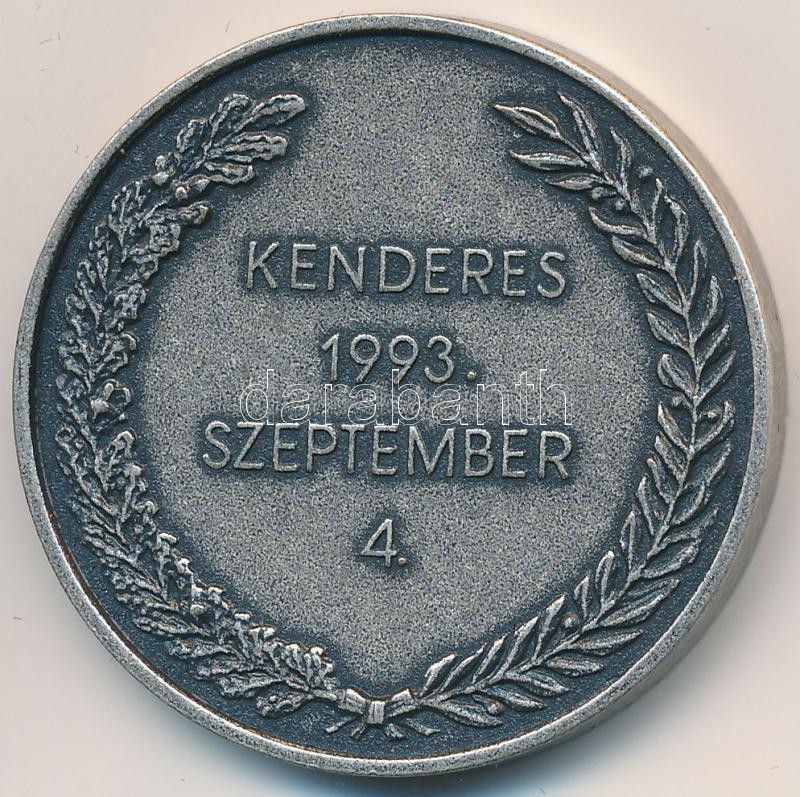 KENDERES
1993.
darabanth
SZEPTEMBER
4.